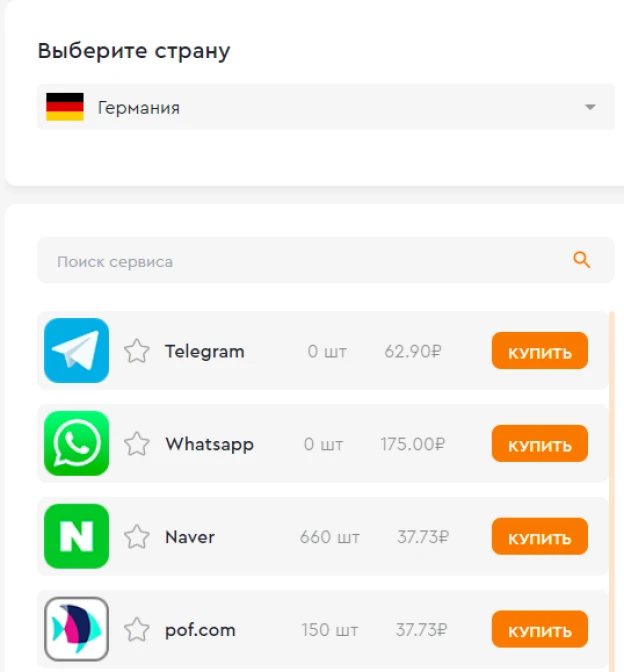 Выберите страну
Германия
Поиск сервиса
Telegram 0 шт 62.90₽ КУПИТЬ
Whatsapp 0 шт 175.00₽ КУПИТЬ
N Naver 660 шт 37.73₽ КУПИТЬ
pof.com 150 шт 37.73₽ КУПИТЬ